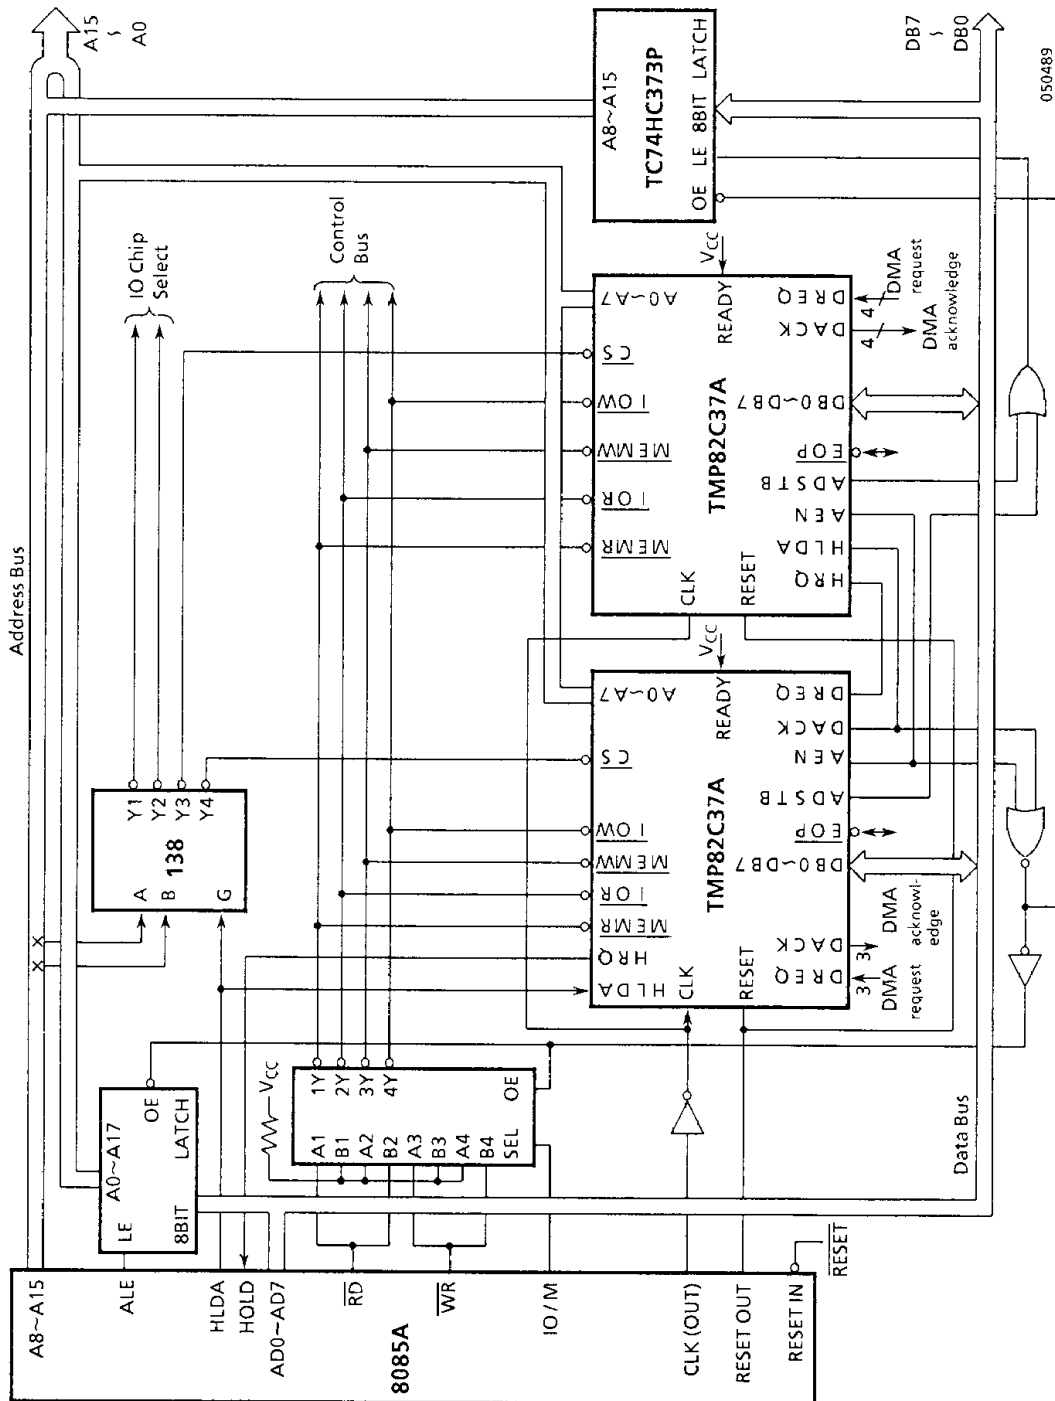 Address Bus
A15
~
A0
DB7
~
DB0
050489
IO Chip
Select
Control
Bus
A8~A15
TC74HC373P
OE LE 8BIT LATCH
138
A
B
G
Y1
Y2
Y3
Y4
A0~A17
OE
LE
8BIT
LATCH
VCC
A1
B1
A2
B2
A3
B3
A4
B4
SEL
OE
1Y
2Y
3Y
4Y
8085A
A8~A15
ALE
HLDA
HOLD
AD0~AD7
RD
WR
IO / M
CLK (OUT)
RESET OUT
RESET IN
RESET
TMP82C37A
HLDA
HRQ
MEMR
IOR
MEMW
IOW
CS
A0~A7
CLK
RESET
READY
VCC
DREQ
DACK
DB0~DB7
EOP
ADSTB
AEN
DACK
DREQ
3
DMA
request
3
DMA
acknowl-
edge
TMP82C37A
MEMR
IOR
MEMW
IOW
CS
A0~A7
CLK
RESET
READY
VCC
HRQ
HLDA
AEN
ADSTB
EOP
DB0~DB7
DACK
DREQ
4
DMA
request
4
DMA
acknowledge
Data Bus